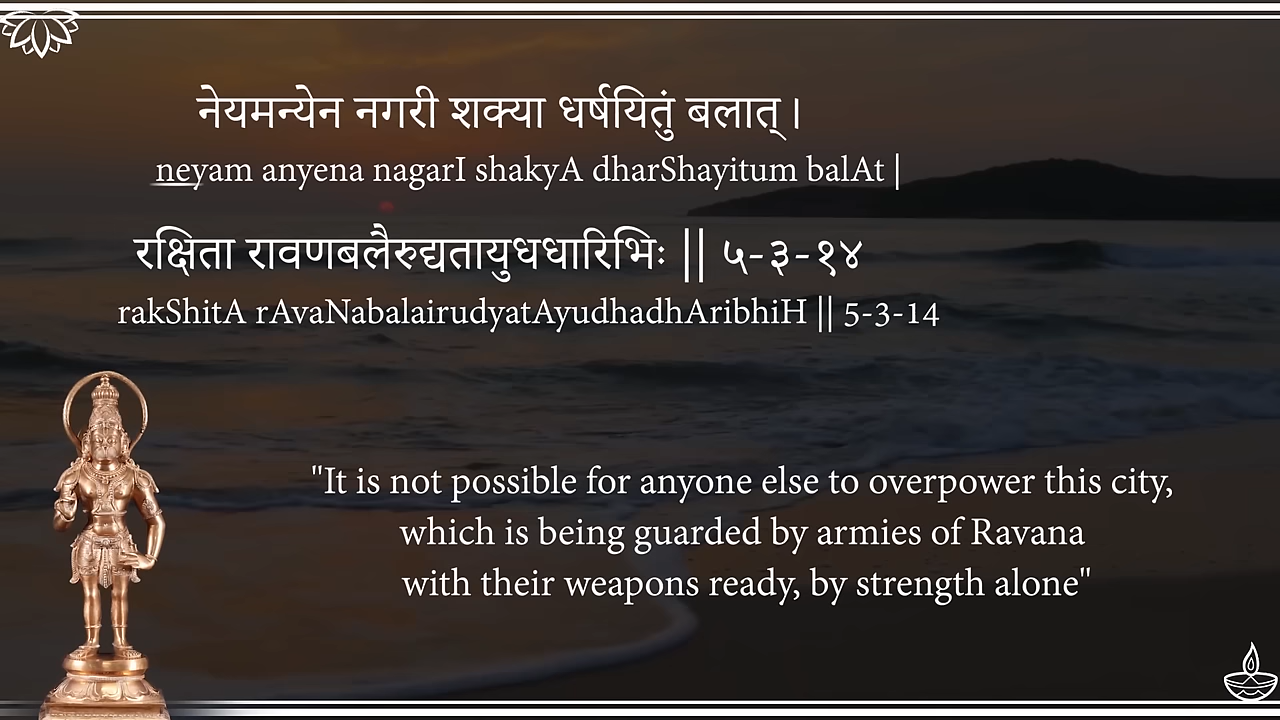 नेयमन्येन नगरी शक्या धर्षयितुं बलात् ।
neyam anyena nagarI shakyA dharShayitum balAt |
रक्षिता रावणबलैरुद्यतायुधधारिभिः || ५-३-१४
rakShitA rAvaNabalairudyatAyudhadhAribhiH || 5-3-14
"It is not possible for anyone else to overpower this city,
which is being guarded by armies of Ravana
with their weapons ready, by strength alone"